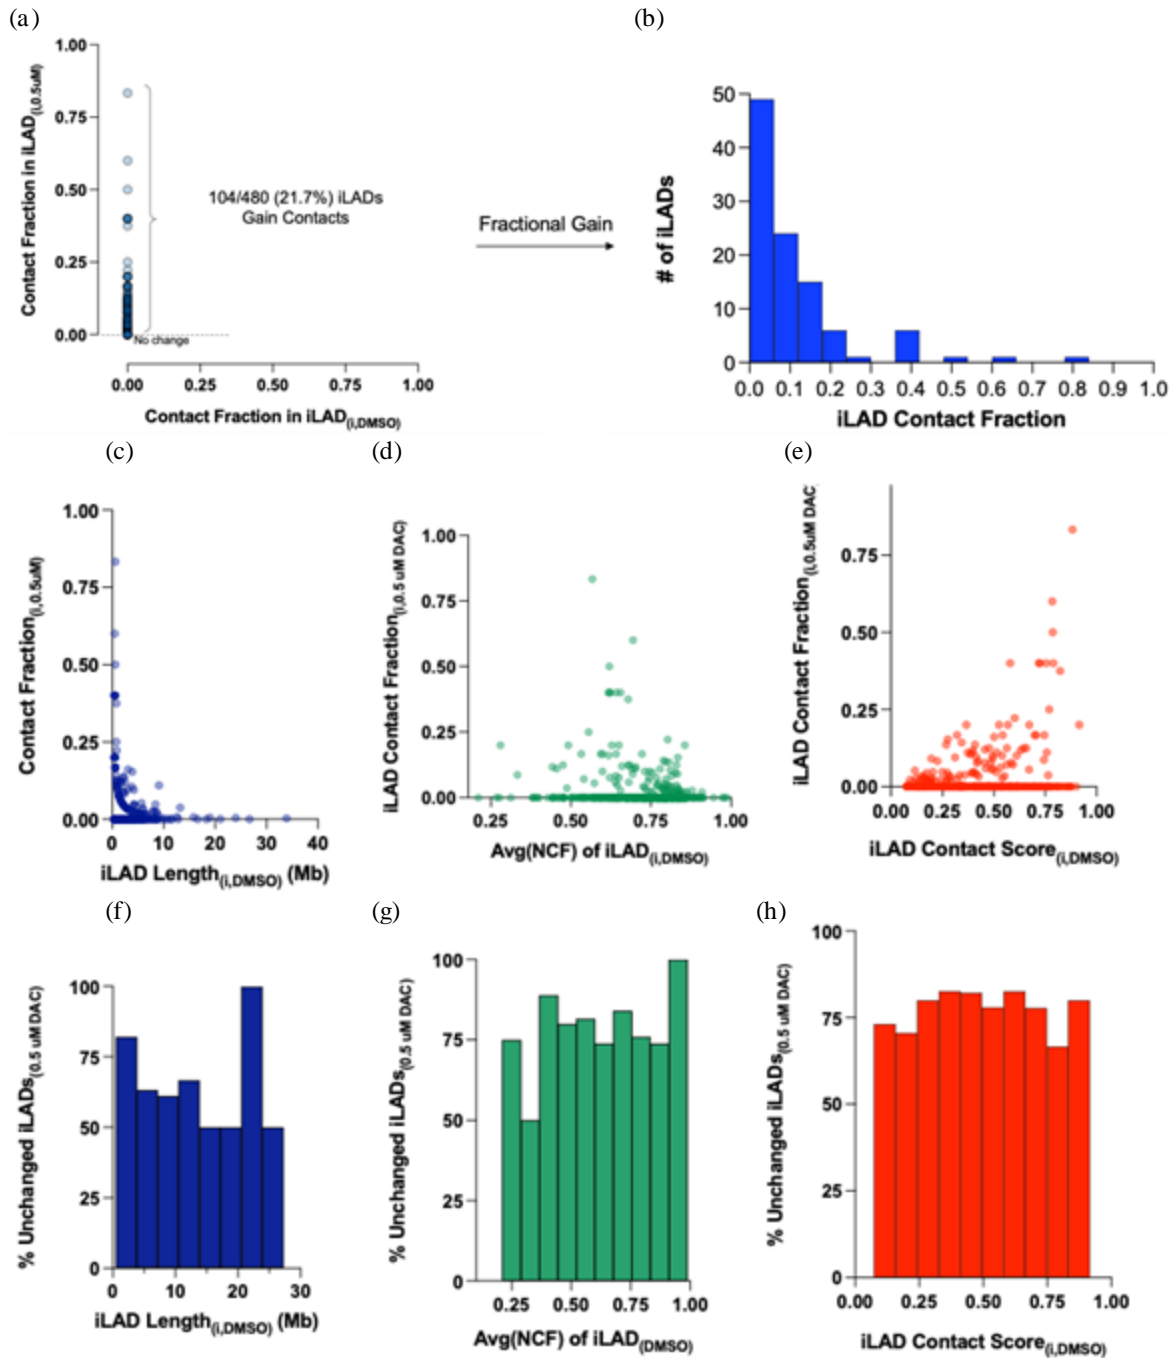 (a)
1.00
0.75
0.50
0.25
0.00
Contact Fraction in iLAD(i,0.5uM)
104/480 (21.7%) iLADs
Gain Contacts
No change
0.00 0.25 0.50 0.75 1.00
Contact Fraction in iLAD(i,DMSO)
Fractional Gain
(b)
50
40
30
20
10
0
# of iLADs
0.0 0.1 0.2 0.3 0.4 0.5 0.6 0.7 0.8 0.9 1.0
iLAD Contact Fraction
(c)
1.00
0.75
0.50
0.25
0.00
Contact Fraction(i,0.5uM)
0 10 20 30 40
iLAD Length(i,DMSO) (Mb)
(d)
1.00
0.75
0.50
0.25
0.00
iLAD Contact Fraction(i,0.5 uM DAC)
0.25 0.50 0.75 1.00
Avg(NCF) of iLAD(i,DMSO)
(e)
0.75
0.50
0.25
0.00
iLAD Contact Fraction(i,0.5uM DAC)
0.00 0.25 0.50 0.75 1.00
iLAD Contact Score(i,DMSO)
(f)
100
75
50
25
0
% Unchanged iLADs(0.5 uM DAC)
0 10 20 30
iLAD Length(i,DMSO) (Mb)
(g)
100
75
50
25
0
% Unchanged iLADs(0.5 uM DAC)
0.25 0.50 0.75 1.00
Avg(NCF) of iLAD(DMSO)
(h)
100
75
50
25
0
% Unchanged iLADs(0.5 uM DAC)
0.00 0.25 0.50 0.75 1.00
iLAD Contact Score(i,DMSO)